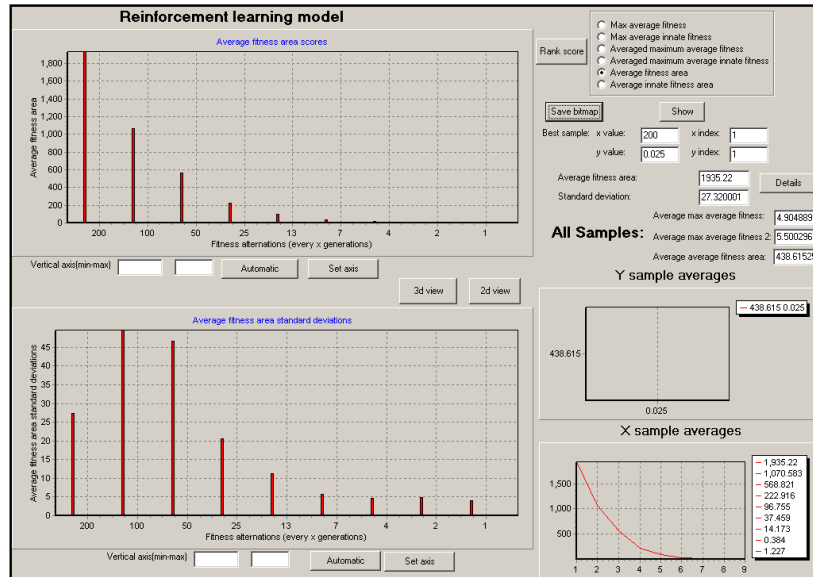 Reinforcement learning model
Average fitness area scores
Average fitness area
1,800
1,600
1,400
1,200
1,000
800
600
400
200
0
200 100 50 25 13 7 4 2 1
Fitness alternations (every x generations)
Vertical axis(min-max)
Automatic
Set axis
3d view
2d view
Average fitness area standard deviations
Average fitness area standard deviations
45
40
35
30
25
20
15
10
5
0
200 100 50 25 13 7 4 2 1
Fitness alternations (every x generations)
Vertical axis(min-max)
Automatic
Set axis
Rank score
Max average fitness
Max average innate fitness
Averaged maximum average fitness
Averaged maximum average innate fitness
Average fitness area
Average innate fitness area
Save bitmap
Show
Best sample: x value: 200 x index: 1
y value: 0.025 y index: 1
Average fitness area: 1935.22
Standard deviation: 27.320001
Details
All Samples:
Average max average fitness: 4.904889
Average max average fitness 2: 5.500296
Average average fitness area: 438.61525
Y sample averages
438.615
0.025
438.615 0.025
X sample averages
1,500
1,000
500
1 2 3 4 5 6 7 8 9
1,935.22
1,070.583
568.821
222.916
96.755
37.459
14.173
0.384
1.227